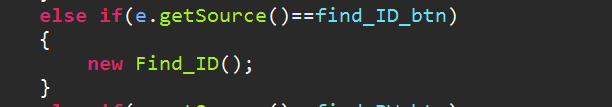 else if(e.getSource()==find_ID_btn)
{
new Find_ID();
}